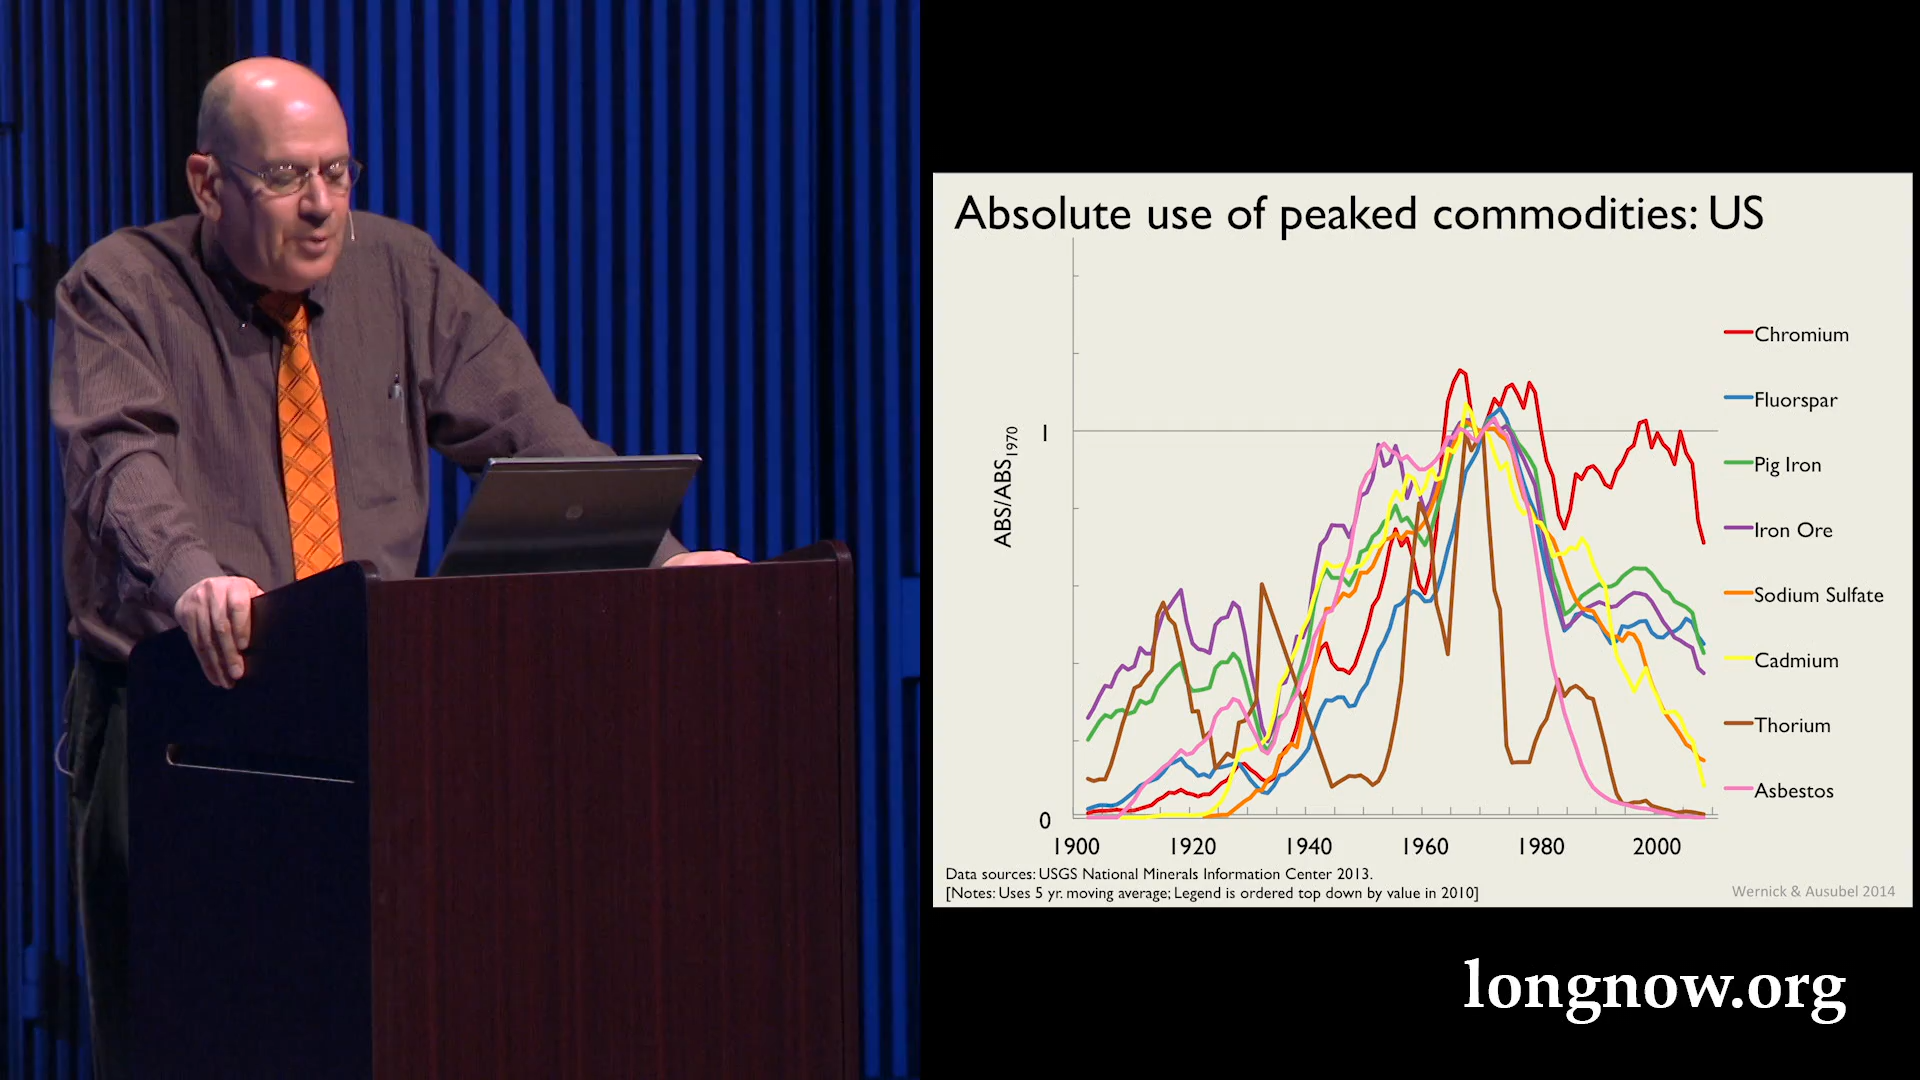 Absolute use of peaked commodities: US
ABS/ABS1970
1
0
1900 1920 1940 1960 1980 2000
Chromium
Fluorspar
Pig Iron
Iron Ore
Sodium Sulfate
Cadmium
Thorium
Asbestos
Data sources: USGS National Minerals Information Center 2013.
[Notes: Uses 5 yr. moving average; Legend is ordered top down by value in 2010]
Wernick & Ausubel 2014
longnow.org